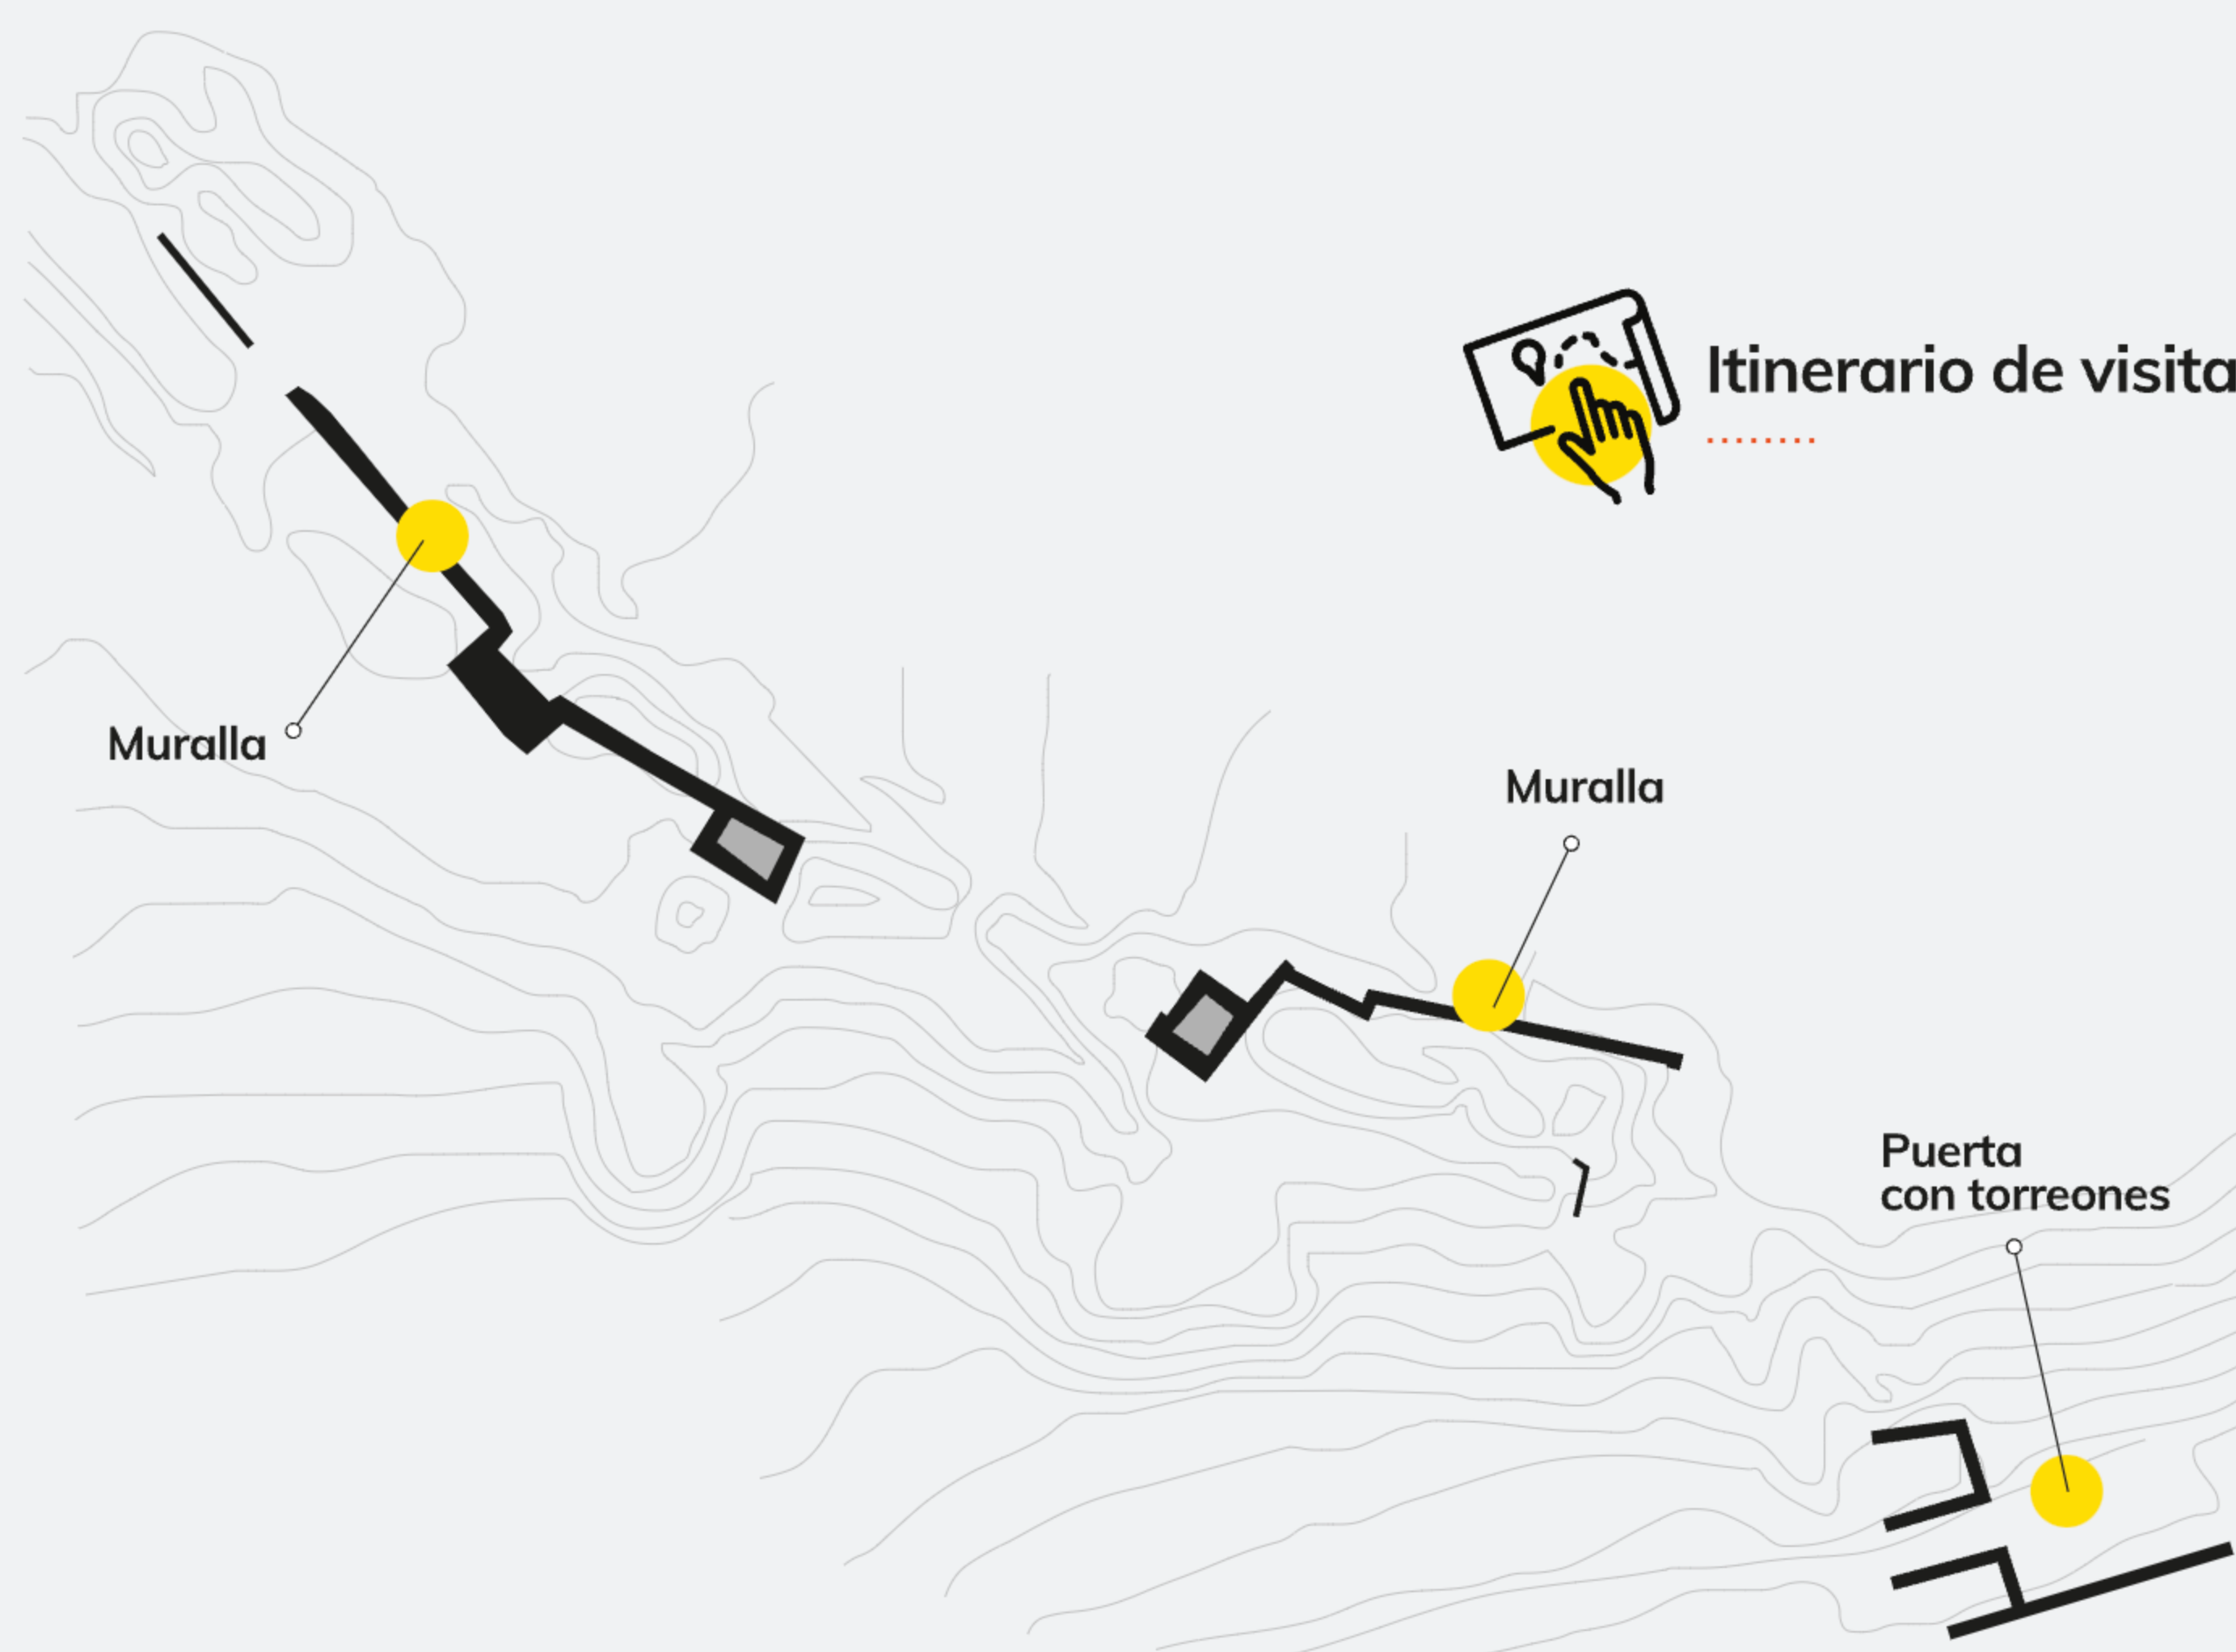 Itinerario de visita
Muralla
Muralla
Puerta
con torreones